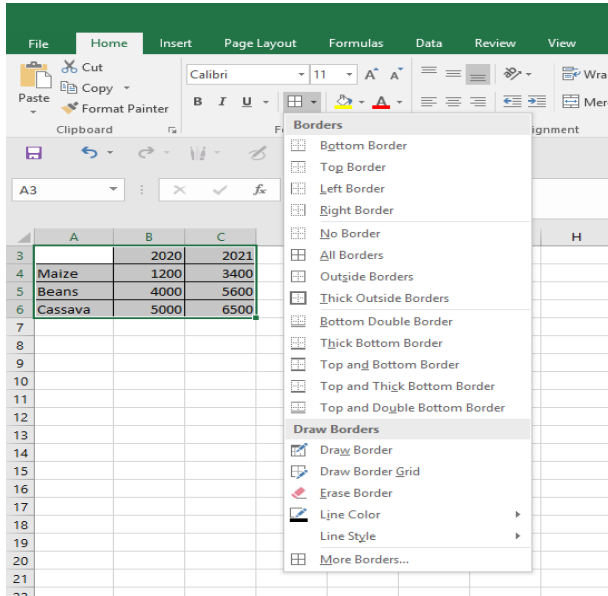 File Home Insert Page Layout Formulas Data Review View
Cut
Copy
Format Painter
Paste
Clipboard
Calibri 11 A A
B I U A
Wra
Mer
ignment
A3 fx
Borders
Bottom Border
Top Border
Left Border
Right Border
No Border
All Borders
Outside Borders
Thick Outside Borders
Bottom Double Border
Thick Bottom Border
Top and Bottom Border
Top and Thick Bottom Border
Top and Double Bottom Border
Draw Borders
Draw Border
Draw Border Grid
Erase Border
Line Color
Line Style
More Borders...
A B C H
3 2020 2021
4 Maize 1200 3400
5 Beans 4000 5600
6 Cassava 5000 6500
7
8
9
10
11
12
13
14
15
16
17
18
19
20
21